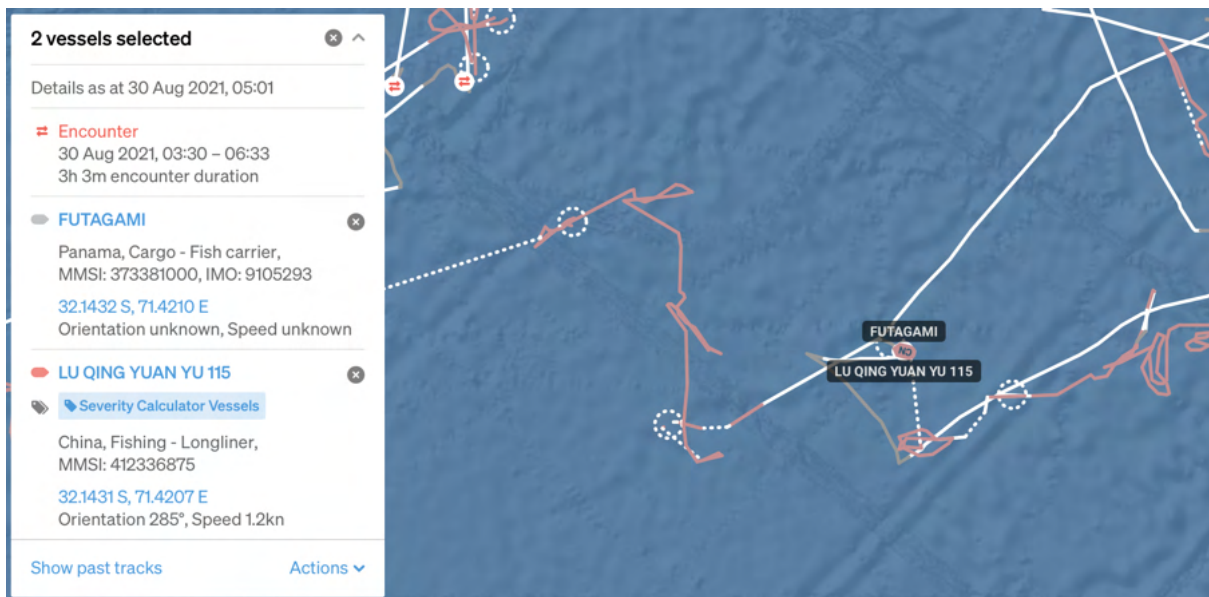 2 vessels selected
Details as at 30 Aug 2021, 05:01
Encounter
30 Aug 2021, 03:30 – 06:33
3h 3m encounter duration
FUTAGAMI
Panama, Cargo - Fish carrier,
MMSI: 373381000, IMO: 9105293
32.1432 S, 71.4210 E
Orientation unknown, Speed unknown
LU QING YUAN YU 115
Severity Calculator Vessels
China, Fishing - Longliner,
MMSI: 412336875
32.1431 S, 71.4207 E
Orientation 285°, Speed 1.2kn
Show past tracks
Actions
FUTAGAMI
CN
LU QING YUAN YU 115